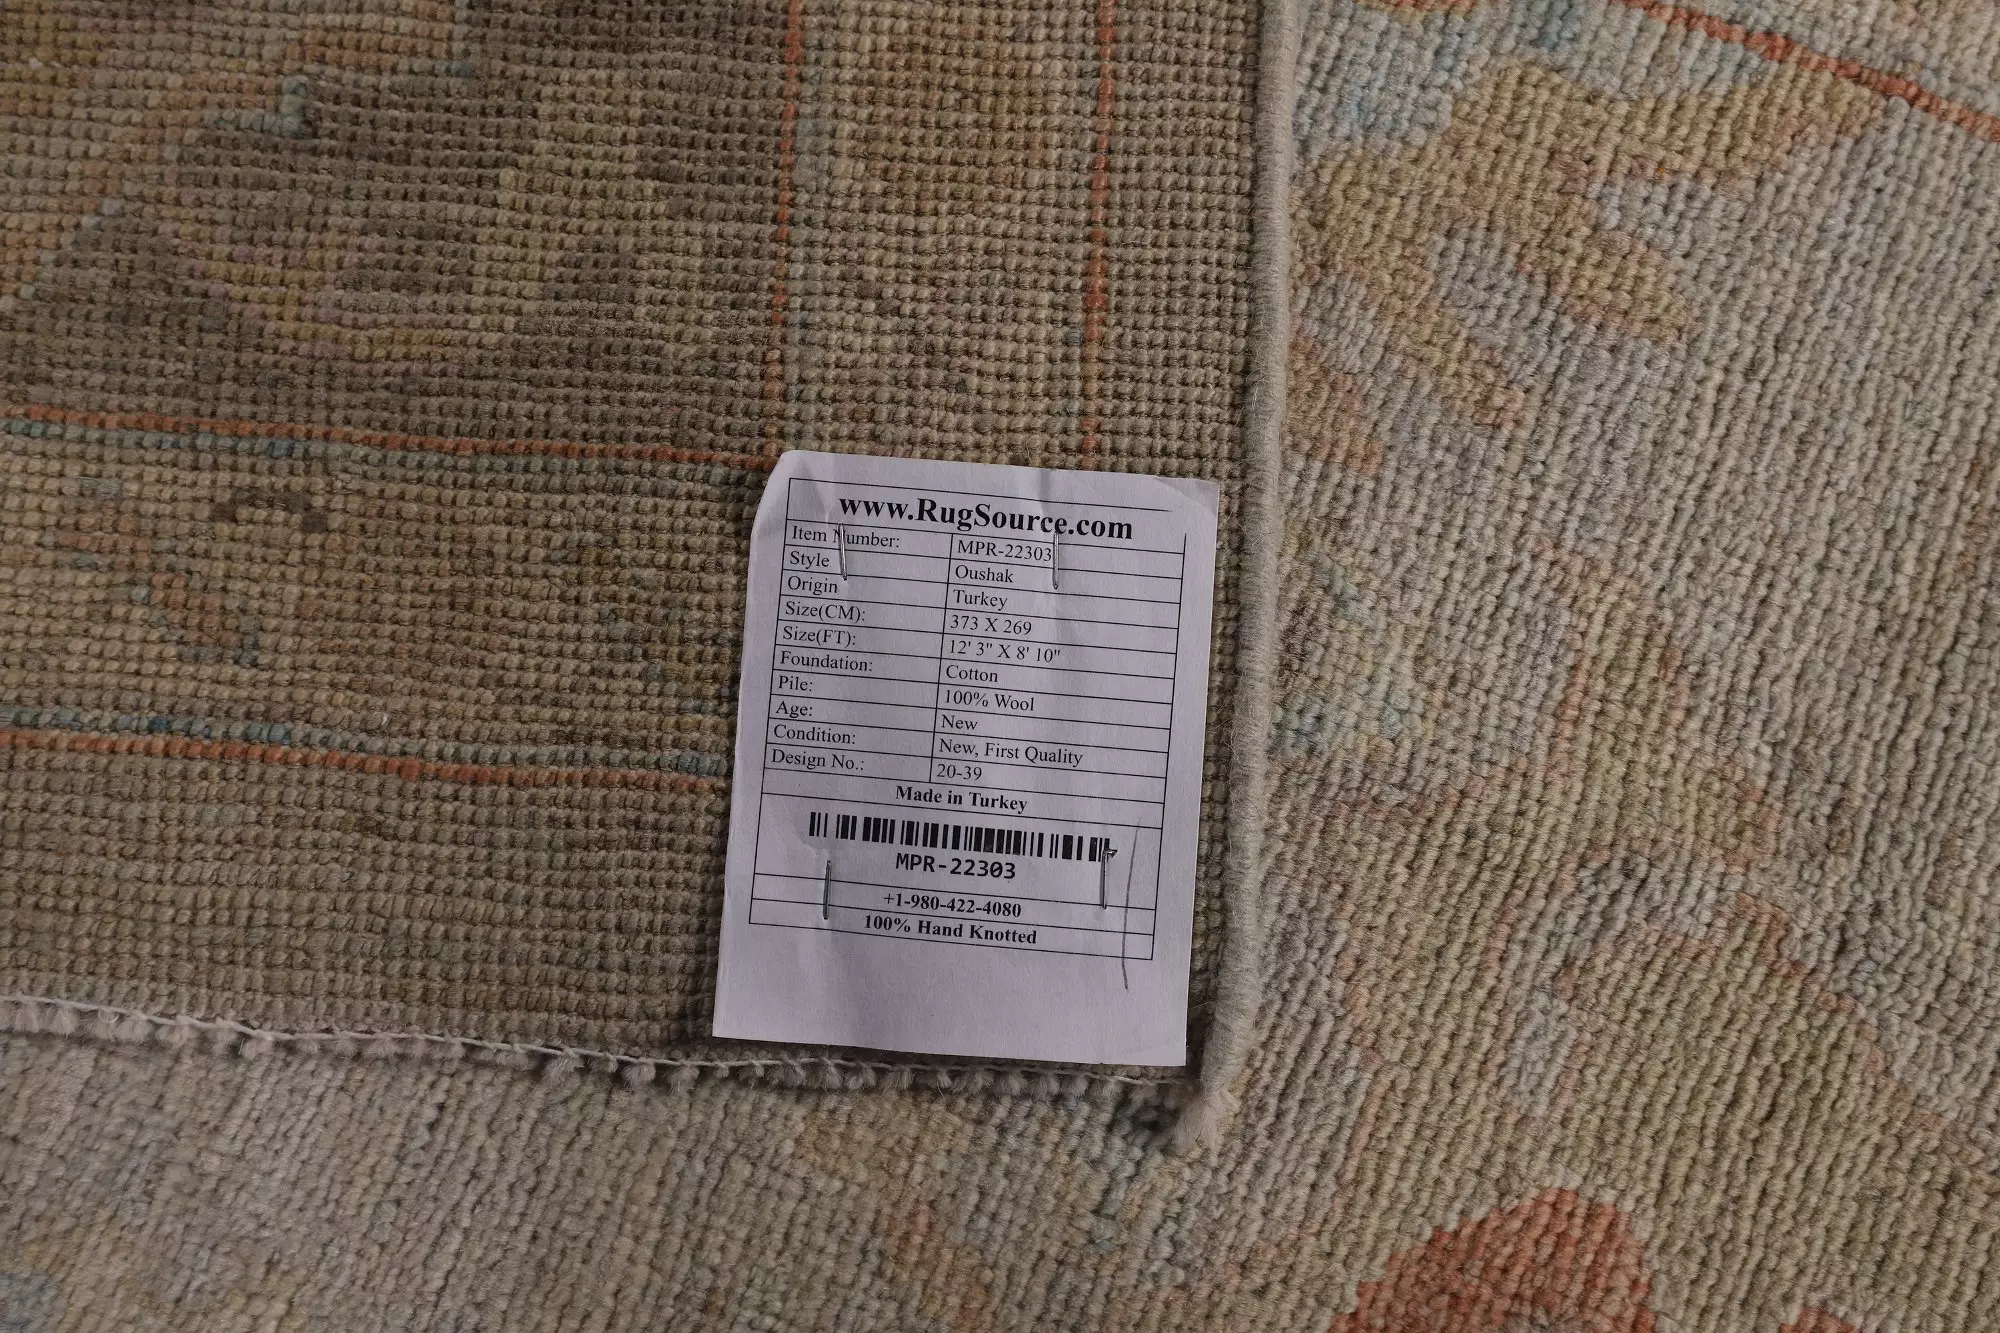 www.RugSource.com
Item Number: MPR-22303
Style Oushak
Origin Turkey
Size(CM): 373 X 269
Size(FT): 12' 3" X 8' 10"
Foundation: Cotton
Pile: 100% Wool
Age: New
Condition: New, First Quality
Design No.: 20-39
Made in Turkey
MPR-22303
+1-980-422-4080
100% Hand Knotted